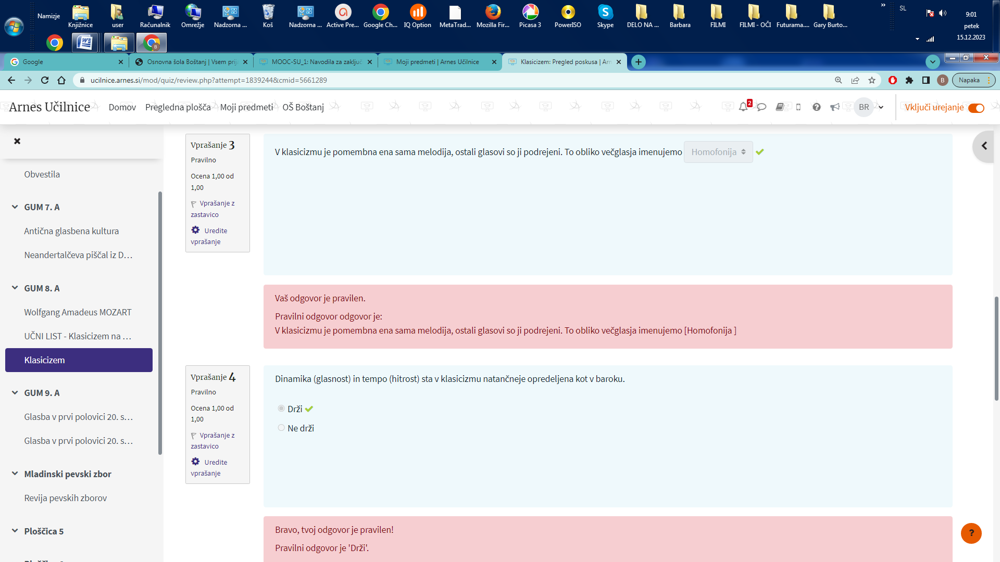 Namizje
Knjižnice
user
Računalnik
Omrežje
Nadzorna ...
Koš
Nadzorna ...
Active Pre...
Google Ch...
IQ Option
MetaTrad...
Mozilla Fir...
Picasa 3
PowerISO
Skype
DELO NA ...
Barbara
FILMI
FILMI - OČI
Futurama....
Gary Burto...
»
SL
9:01
petek
15.12.2023
Google
Osnovna šola Boštanj | Vsem prij
MOOC-SU_1: Navodila za zaključ
Moji predmeti | Arnes Učilnice
Klasicizem: Pregled poskusa | Arn
ucilnice.arnes.si/mod/quiz/review.php?attempt=1839244&cmid=5661289
B
Napaka
Arnes Učilnice
Domov
Pregledna plošča
Moji predmeti
OŠ Boštanj
2
BR
Vključi urejanje
Obvestila
GUM 7. A
Antična glasbena kultura
Neandertalčeva piščal iz D...
GUM 8. A
Wolfgang Amadeus MOZART
UČNI LIST - Klasicizem na ...
Klasicizem
GUM 9. A
Glasba v prvi polovici 20. s...
Glasba v prvi polovici 20. s...
Mladinski pevski zbor
Revija pevskih zborov
Ploščica 5
Vprašanje 3
Pravilno
Ocena 1,00 od
1,00
Vprašanje z
zastavico
Uredite
vprašanje
V klasicizmu je pomembna ena sama melodija, ostali glasovi so ji podrejeni. To obliko večglasja imenujemo Homofonija
Vaš odgovor je pravilen.
Pravilni odgovor odgovor je:
V klasicizmu je pomembna ena sama melodija, ostali glasovi so ji podrejeni. To obliko večglasja imenujemo [Homofonija ]
Vprašanje 4
Pravilno
Ocena 1,00 od
1,00
Vprašanje z
zastavico
Uredite
vprašanje
Dinamika (glasnost) in tempo (hitrost) sta v klasicizmu natančneje opredeljena kot v baroku.
Drži
Ne drži
Bravo, tvoj odgovor je pravilen!
Pravilni odgovor je 'Drži'.
?